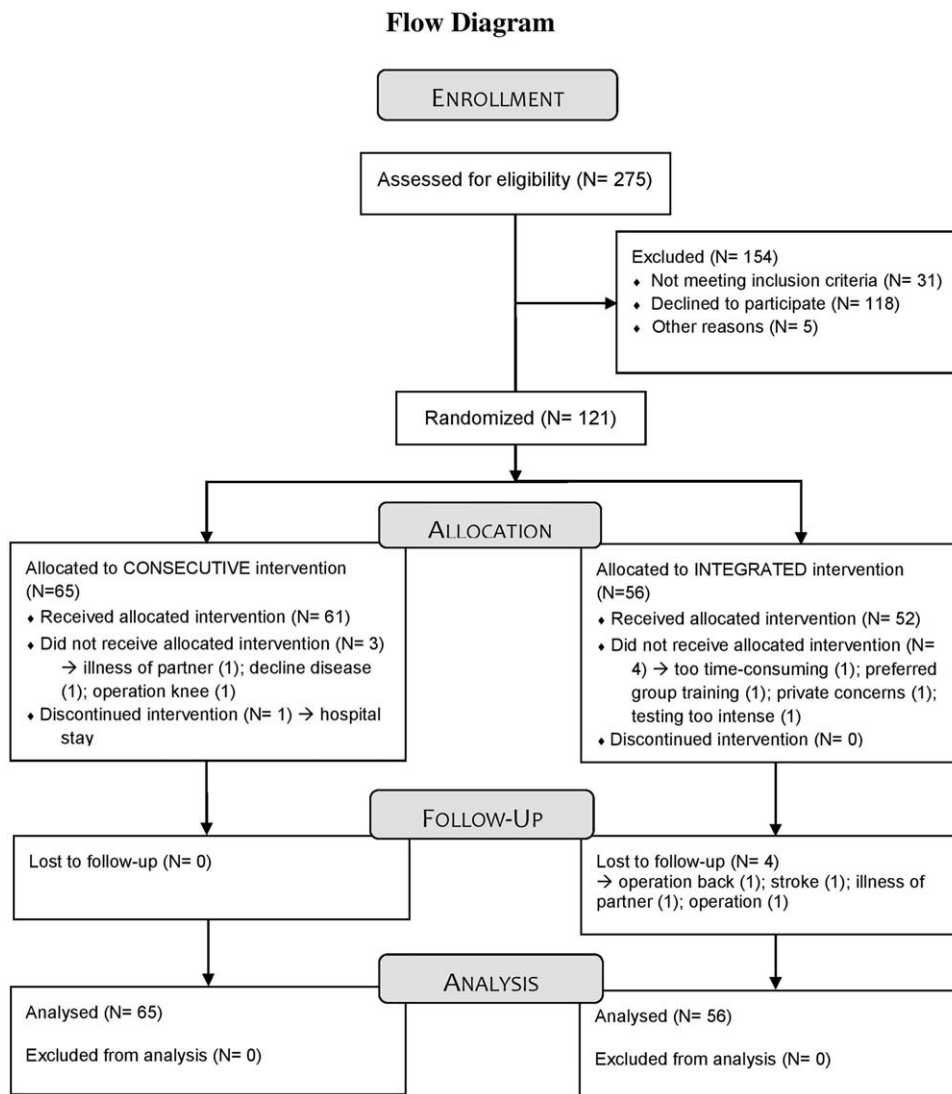 Flow Diagram
ENROLLMENT
Assessed for eligibility (N= 275)
Excluded (N= 154)
♦ Not meeting inclusion criteria (N= 31)
♦ Declined to participate (N= 118)
♦ Other reasons (N= 5)
Randomized (N= 121)
ALLOCATION
Allocated to CONSECUTIVE intervention
(N=65)
♦ Received allocated intervention (N= 61)
♦ Did not receive allocated intervention (N= 3)
→ illness of partner (1); decline disease
(1); operation knee (1)
♦ Discontinued intervention (N= 1) → hospital
stay
Allocated to INTEGRATED intervention
(N=56)
♦ Received allocated intervention (N= 52)
♦ Did not receive allocated intervention (N=
4) → too time-consuming (1); preferred
group training (1); private concerns (1);
testing too intense (1)
♦ Discontinued intervention (N= 0)
FOLLOW-UP
Lost to follow-up (N= 0)
Lost to follow-up (N= 4)
→ operation back (1); stroke (1); illness of
partner (1); operation (1)
ANALYSIS
Analysed (N= 65)
Excluded from analysis (N= 0)
Analysed (N= 56)
Excluded from analysis (N= 0)